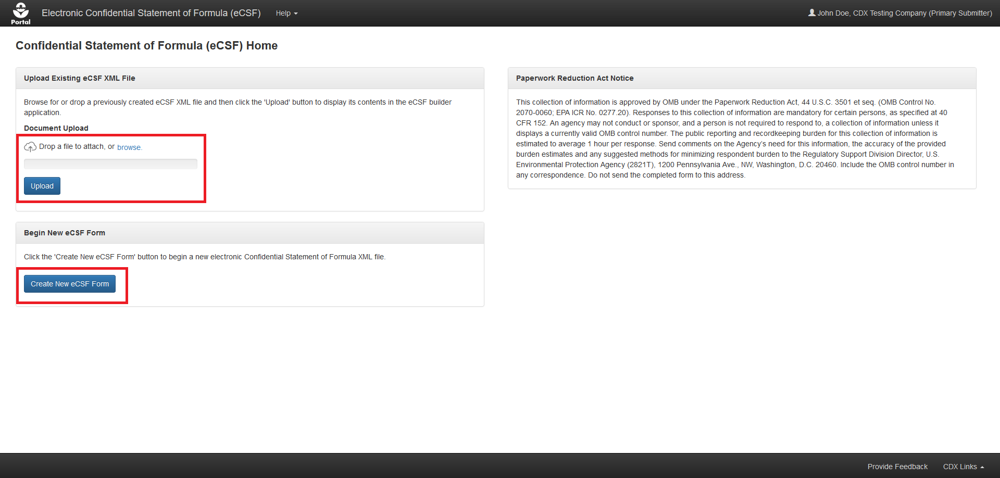 Portal
Electronic Confidential Statement of Formula (eCSF)
Help
John Doe, CDX Testing Company (Primary Submitter)
Confidential Statement of Formula (eCSF) Home
Upload Existing eCSF XML File
Browse for or drop a previously created eCSF XML file and then click the 'Upload' button to display its contents in the eCSF builder
application.
Document Upload
Drop a file to attach, or browse.
Upload
Begin New eCSF Form
Click the 'Create New eCSF Form' button to begin a new electronic Confidential Statement of Formula XML file.
Create New eCSF Form
Paperwork Reduction Act Notice
This collection of information is approved by OMB under the Paperwork Reduction Act, 44 U.S.C. 3501 et seq. (OMB Control No.
2070-0060; EPA ICR No. 0277.20). Responses to this collection of information are mandatory for certain persons, as specified at 40
CFR 152. An agency may not conduct or sponsor, and a person is not required to respond to, a collection of information unless it
displays a currently valid OMB control number. The public reporting and recordkeeping burden for this collection of information is
estimated to average 1 hour per response. Send comments on the Agency’s need for this information, the accuracy of the provided
burden estimates and any suggested methods for minimizing respondent burden to the Regulatory Support Division Director, U.S.
Environmental Protection Agency (2821T), 1200 Pennsylvania Ave., NW, Washington, D.C. 20460. Include the OMB control number in
any correspondence. Do not send the completed form to this address.
Provide Feedback
CDX Links